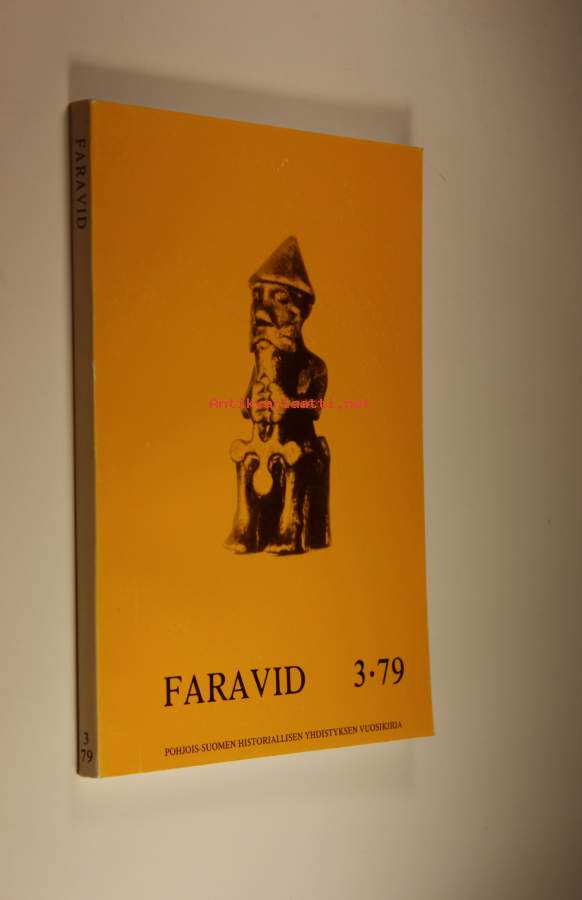 FARAVID
3
79
Antikvariaatti.net
FARAVID 3·79
POHJOIS-SUOMEN HISTORIALLISEN YHDISTYKSEN VUOSIKIRJA